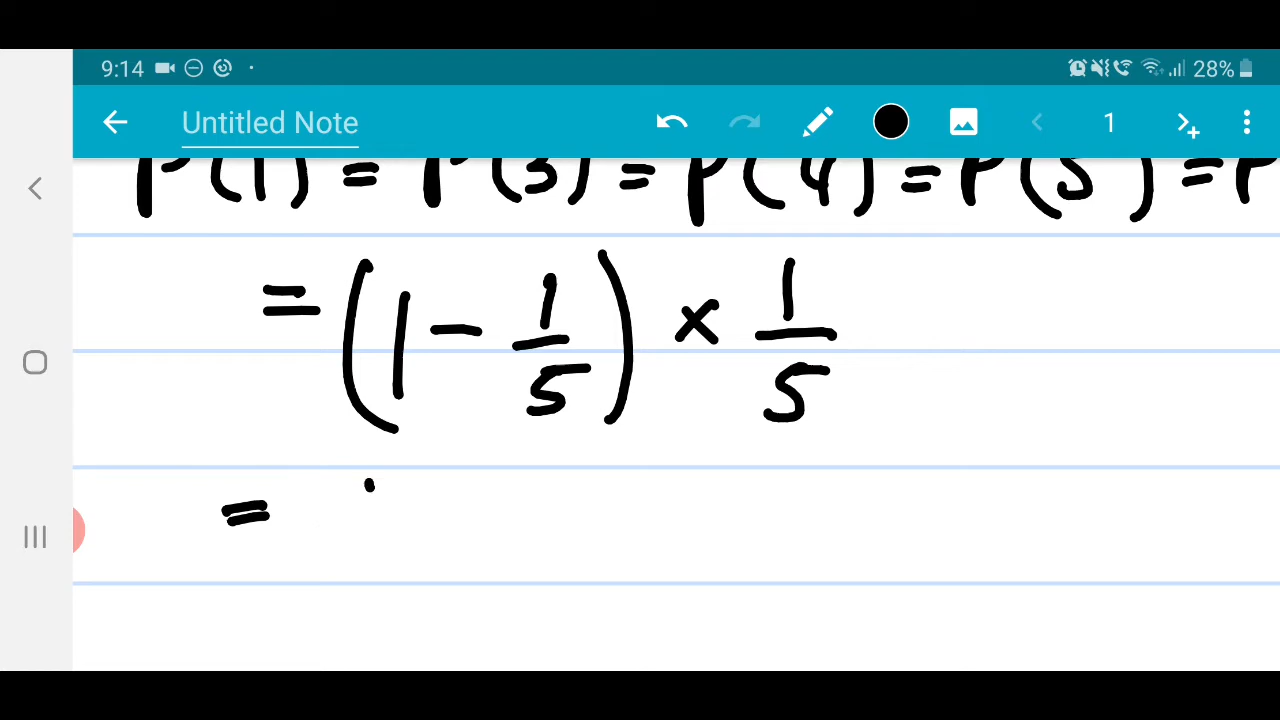 9:14 28%
Untitled Note 1
P(1) = P(3) = P(4) = P(5) = P
= (1 - 1/5) × 1/5
=